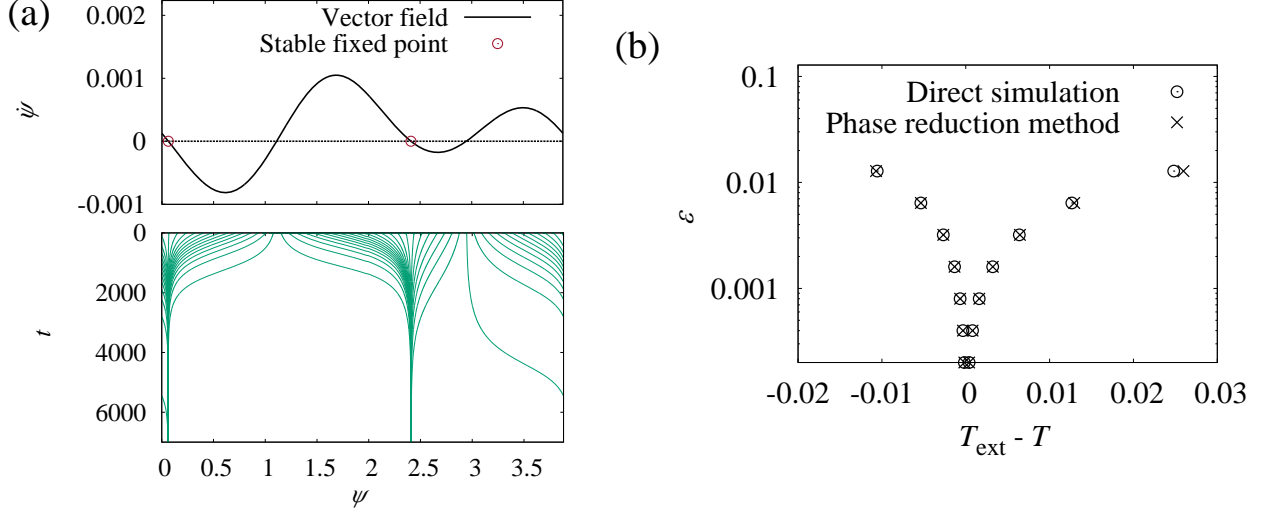 (a)
0.002
0.001
0
-0.001
ψ̇
Vector field
Stable fixed point
0
2000
4000
6000
t
0
0.5
1
1.5
2
2.5
3
3.5
ψ
(b)
0.1
0.01
0.001
ε
Direct simulation
Phase reduction method
-0.02
-0.01
0
0.01
0.02
0.03
T_ext - T